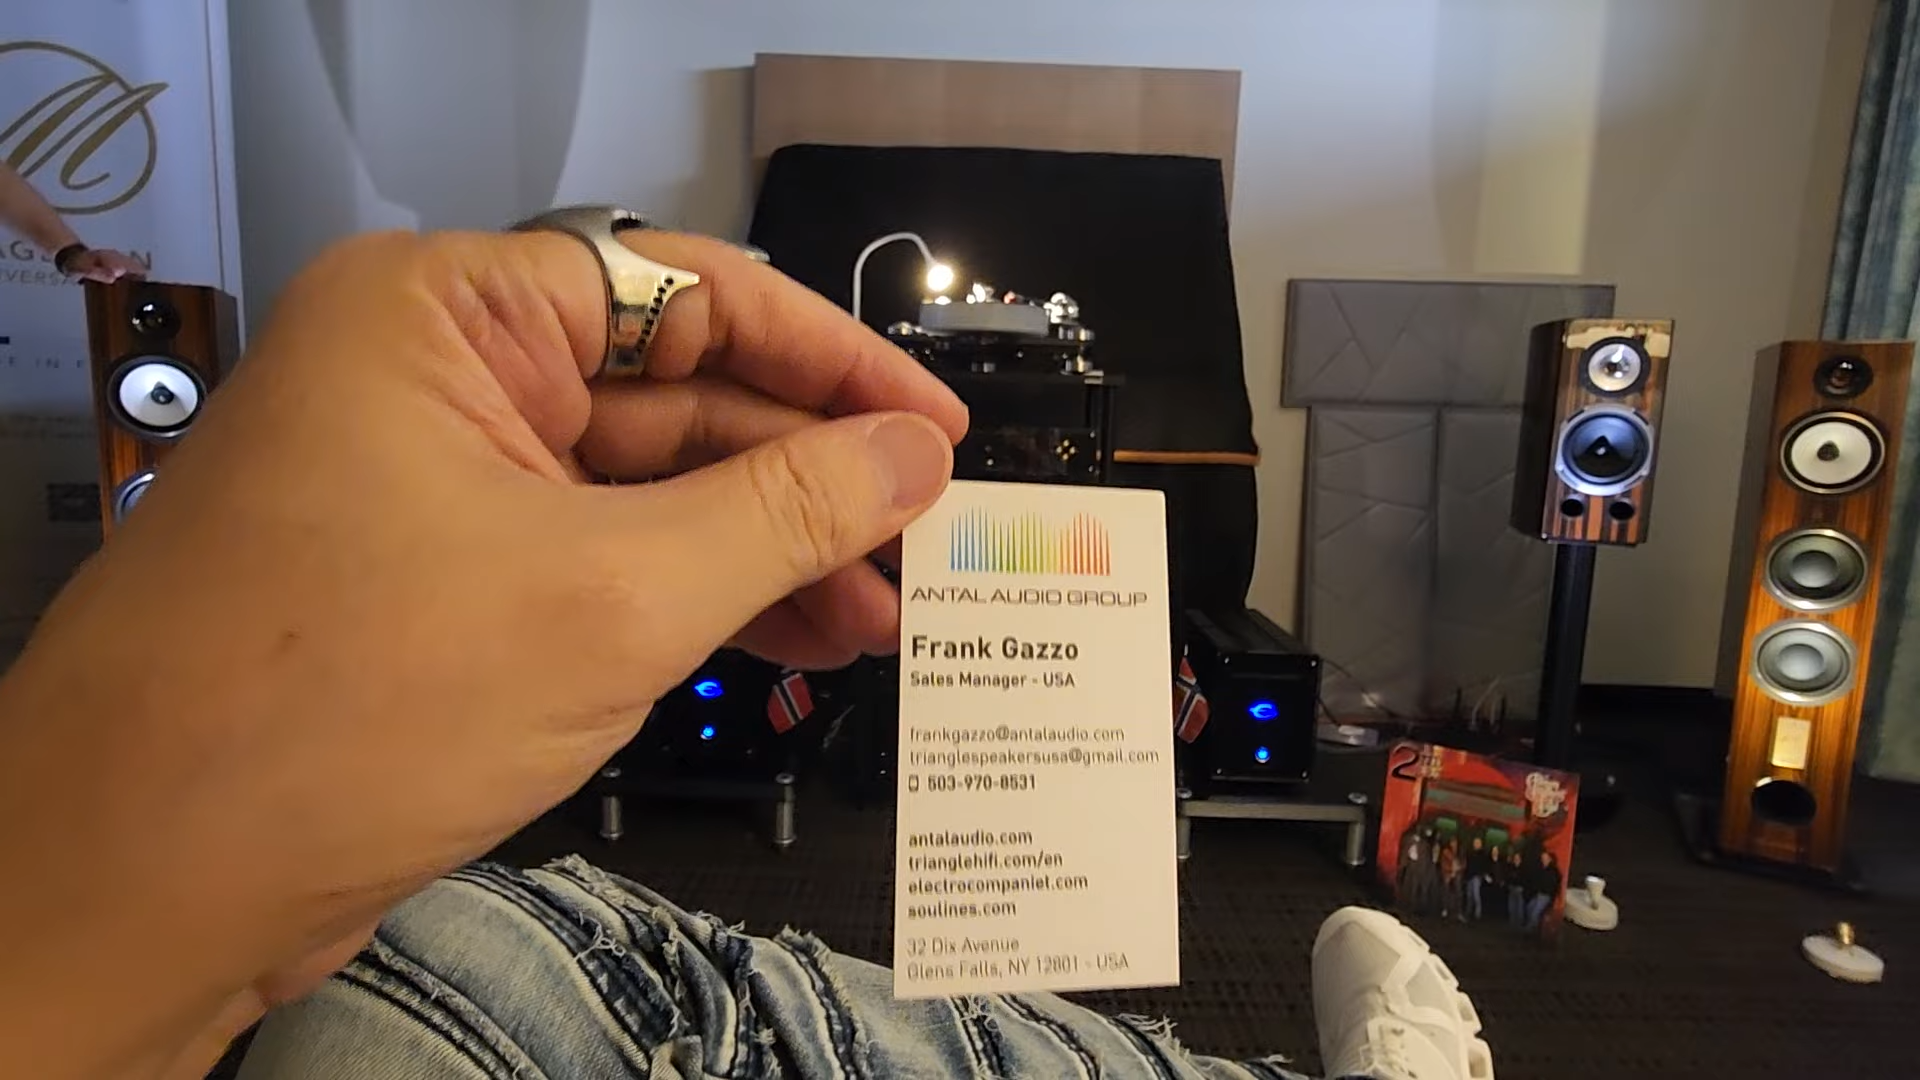 ANTAL AUDIO GROUP
Frank Gazzo
Sales Manager - USA
frankgazzo@antalaudio.com
trianglespeakersusa@gmail.com
503-970-8531
antalaudio.com
trianglehifi.com/en
electrocompaniet.com
soulines.com
32 Dix Avenue
Glens Falls, NY 12801 - USA
2